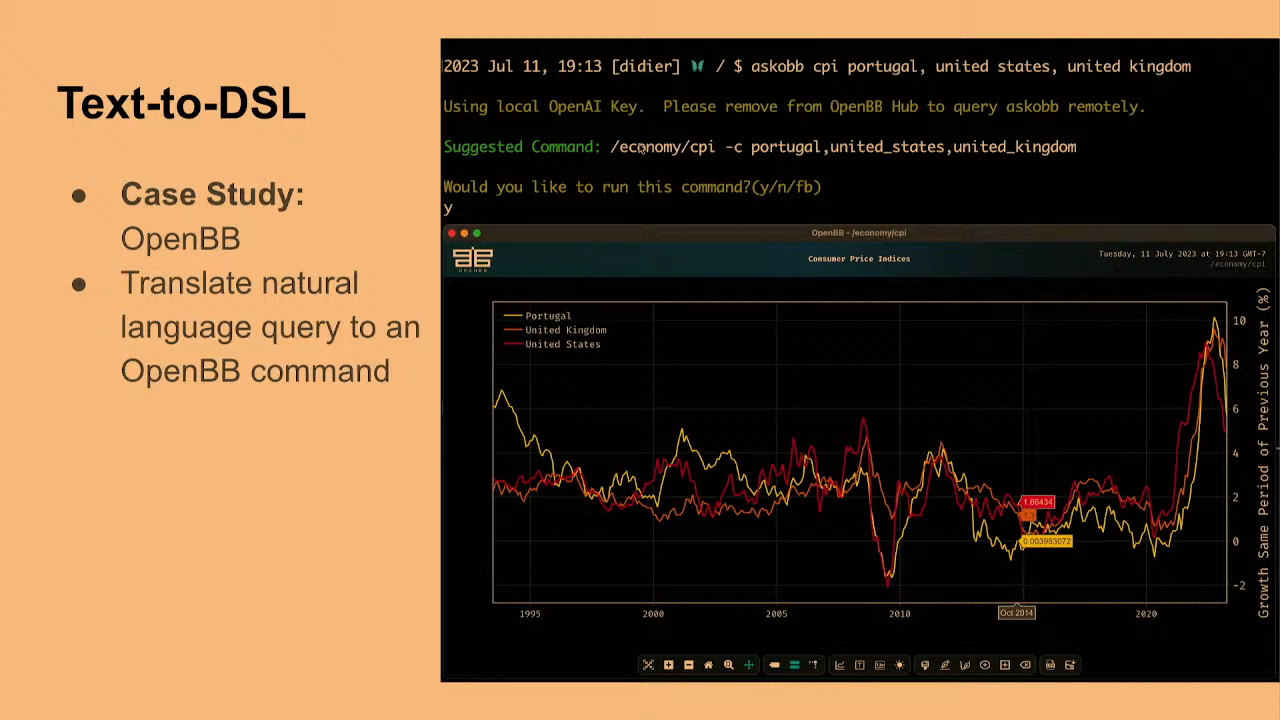 Text-to-DSL
● Case Study:
OpenBB
● Translate natural
language query to an
OpenBB command
2023 Jul 11, 19:13 [didier] / $ askobb cpi portugal, united states, united kingdom
Using local OpenAI Key. Please remove from OpenBB Hub to query askobb remotely.
Suggested Command: /economy/cpi -c portugal,united_states,united_kingdom
Would you like to run this command?(y/n/fb)
y
OpenBB - /economy/cpi
OPENBB
Consumer Price Indices
Tuesday, 11 July 2023 at 19:13 GMT-7
/economy/cpi
Portugal
United Kingdom
United States
10
8
6
4
2
0
-2
Growth Same Period of Previous Year (%)
1.66434
0.003983072
1995
2000
2005
2010
Oct 2014
2020